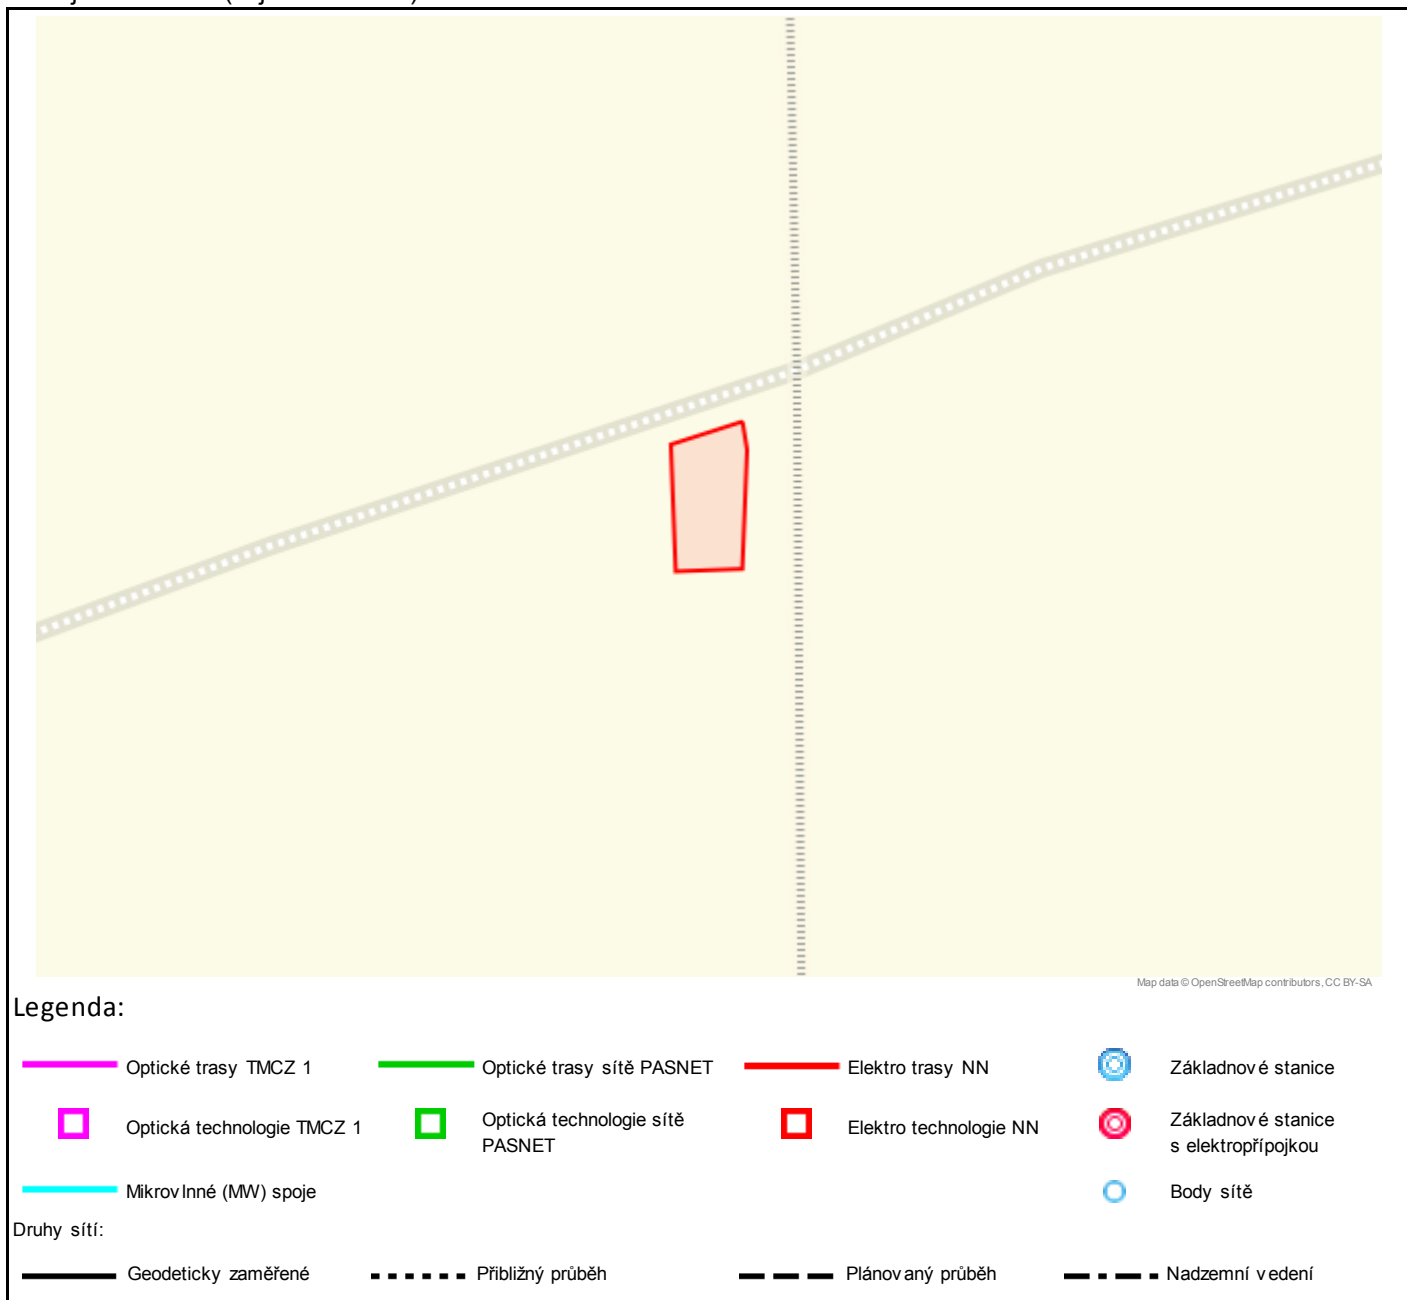 Map data © OpenStreetMap contributors, CC BY-SA
Legenda:
Optické trasy TMCZ 1
Optické trasy sítě PASNET
Elektro trasy NN
Základnové stanice
Optická technologie TMCZ 1
Optická technologie sítě
PASNET
Elektro technologie NN
Základnové stanice
s elektropřípojkou
Mikrovlnné (MW) spoje
Body sítě
Druhy sítí:
Geodeticky zaměřené
Přibližný průběh
Plánovaný průběh
Nadzemní vedení